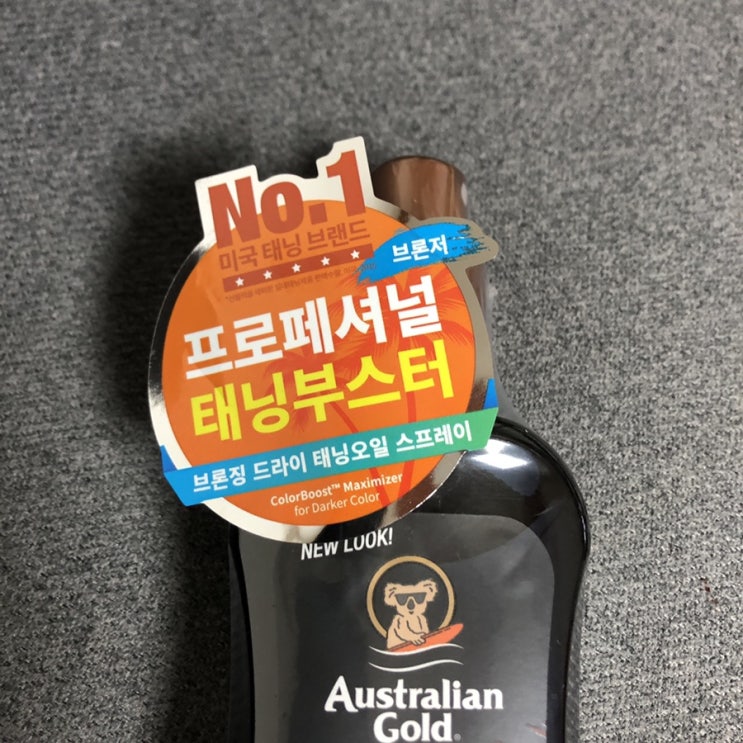 No.1
미국 태닝 브랜드
브론저
프로페셔널
태닝부스터
브론징 드라이 태닝오일 스프레이
ColorBoost™ Maximizer
for Darker Color
NEW LOOK!
Australian
Gold®